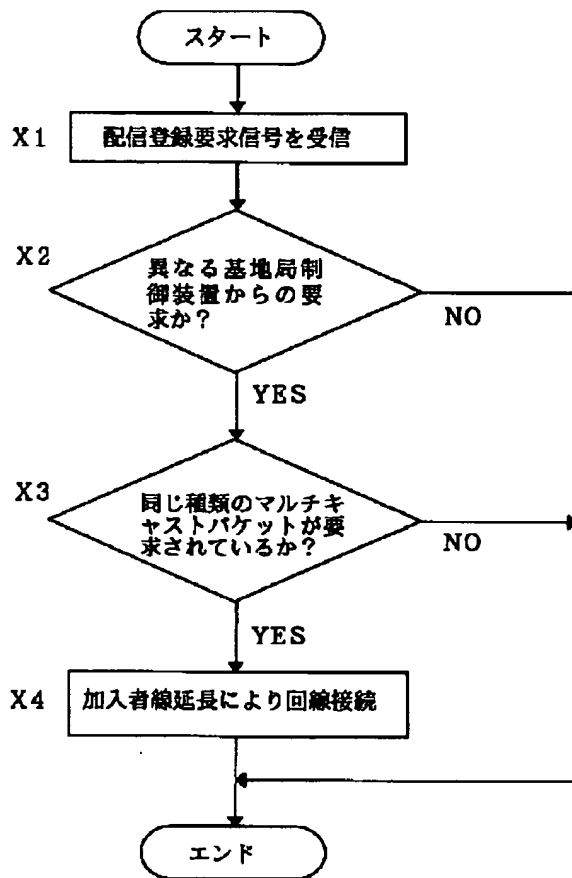 スタート
X1
配信登録要求信号を受信
X2
異なる基地局制
御装置からの要
求か?
NO
YES
X3
同じ種類のマルチキ
ャストパケットが要
求されているか?
NO
YES
X4
加入者線延長により回線接続
エンド